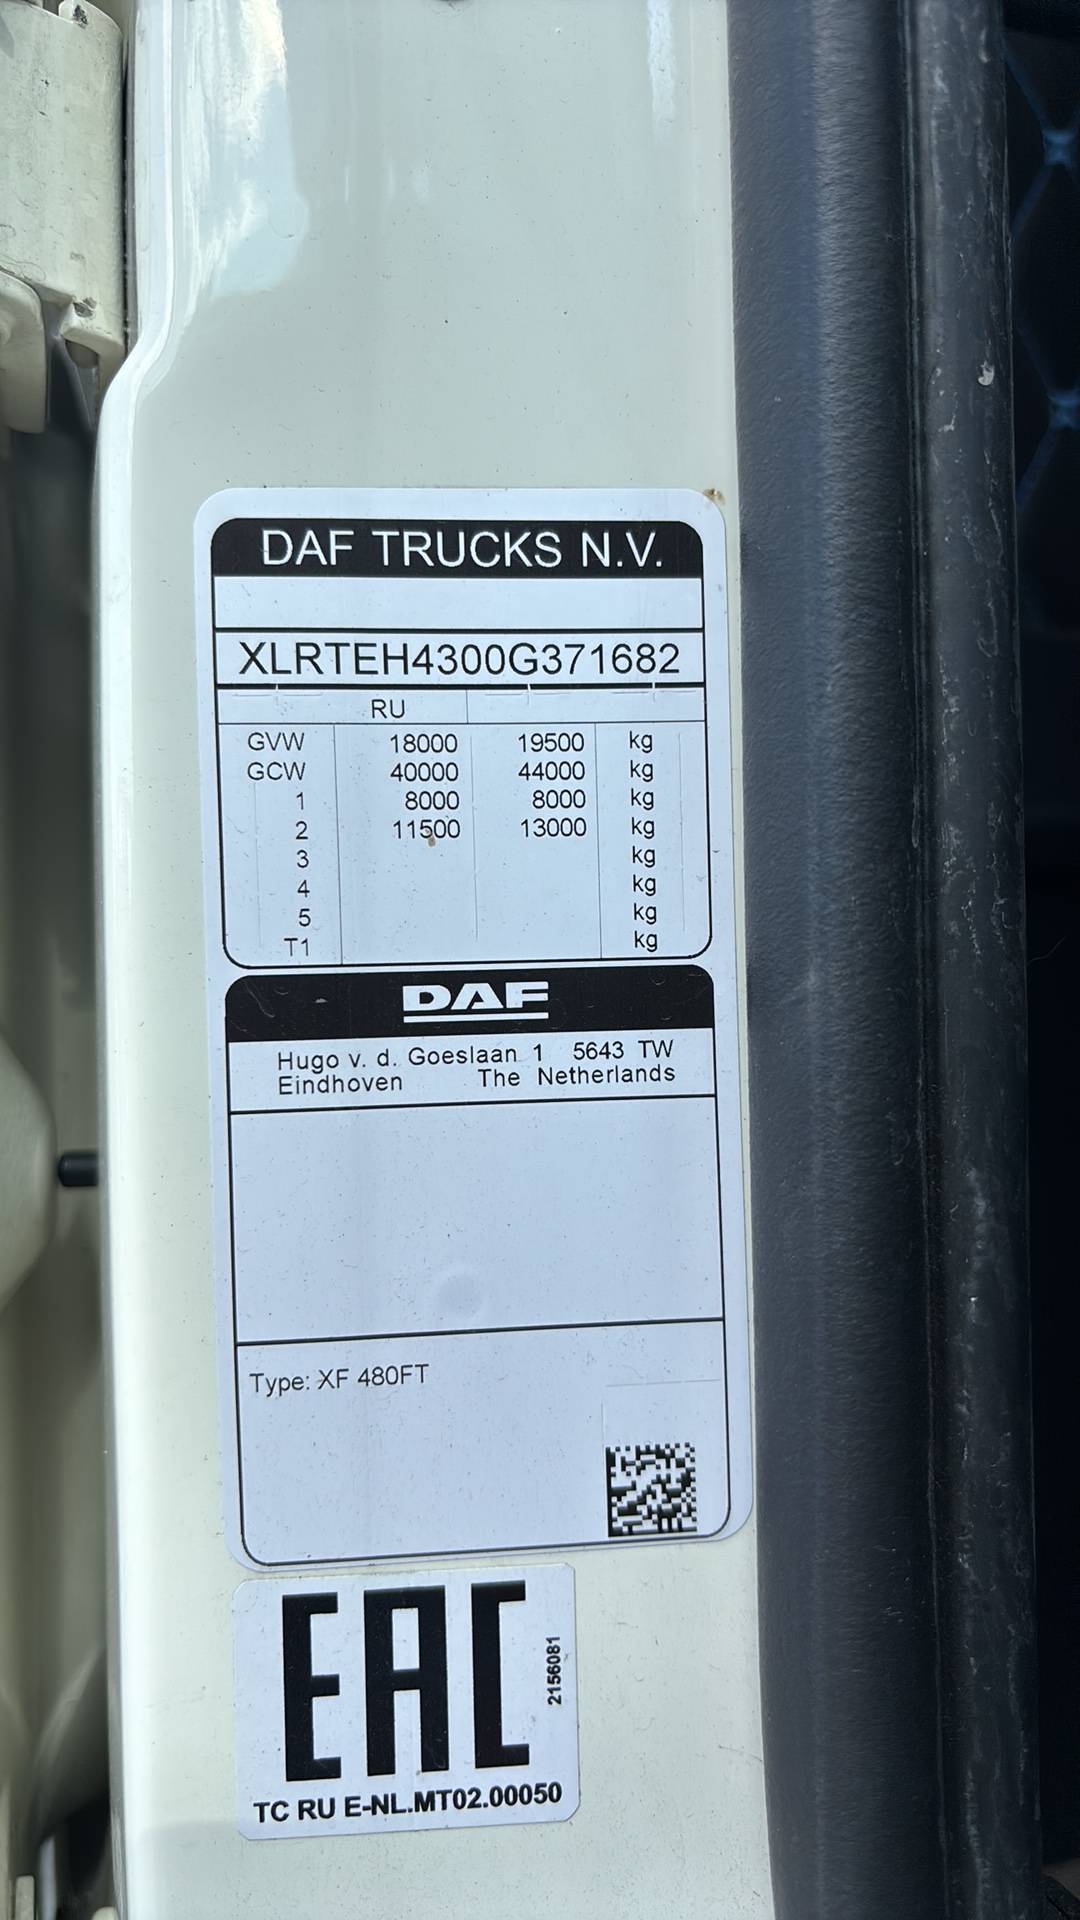 DAF TRUCKS N.V.
XLRTEH4300G371682
RU
GVW 18000 19500 kg
GCW 40000 44000 kg
1 8000 8000 kg
2 11500 13000 kg
3 kg
4 kg
5 kg
T1 kg
DAF
Hugo v. d. Goeslaan 1 5643 TW
Eindhoven The Netherlands
Type: XF 480FT
EAC
2156081
TC RU E-NL.MT02.00050